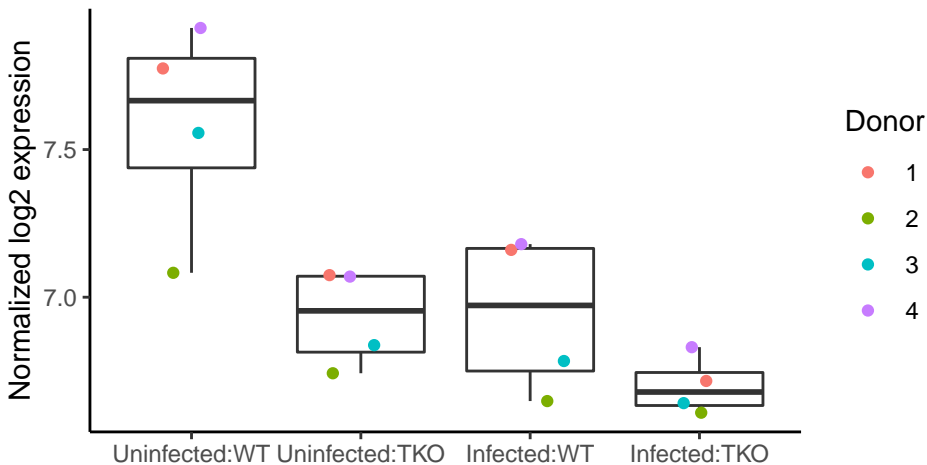 Normalized log2 expression
7.5
7.0
Uninfected:WT
Uninfected:TKO
Infected:WT
Infected:TKO
Donor
1
2
3
4